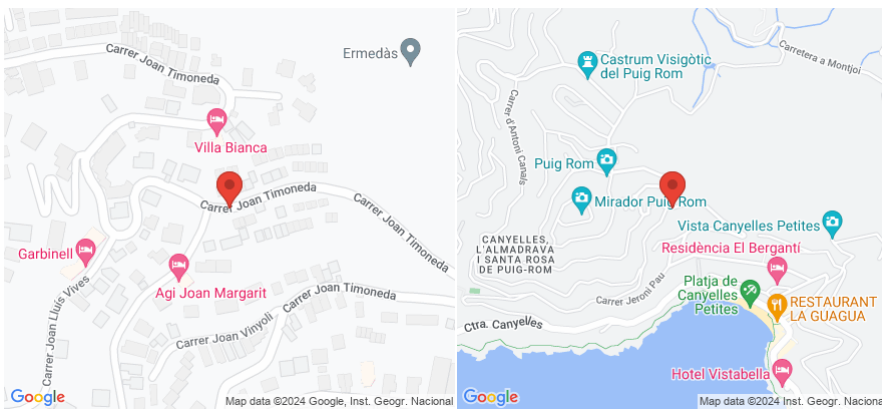 Carrer Joan Timoneda
Ermedàs
Villa Bianca
Carrer Joan Timoneda
Carrer Joan Timoneda
Garbinell
Agi Joan Margarit
Carrer Joan Timoneda
Carrer Joan Vinyoli
Carrer Joan Lluís Vives
Google
Map data ©2024 Google, Inst. Geogr. Nacional
Carretera a Montjoi
Castrum Visigòtic
del Puig Rom
Carrer d'Antoni Canals
Puig Rom
Mirador Puig Rom
Vista Canyelles Petites
CANYELLES,
L'ALMADRAVA
I SANTA ROSA
DE PUIG-ROM
Residència El Bergantí
Carrer Jeroni Pau
Platja de
Canyelles
Petites
RESTAURANT
LA GUAGUA
Ctra. Canyelles
Hotel Vistabella
Google
Map data ©2024 Inst. Geogr. Nacional